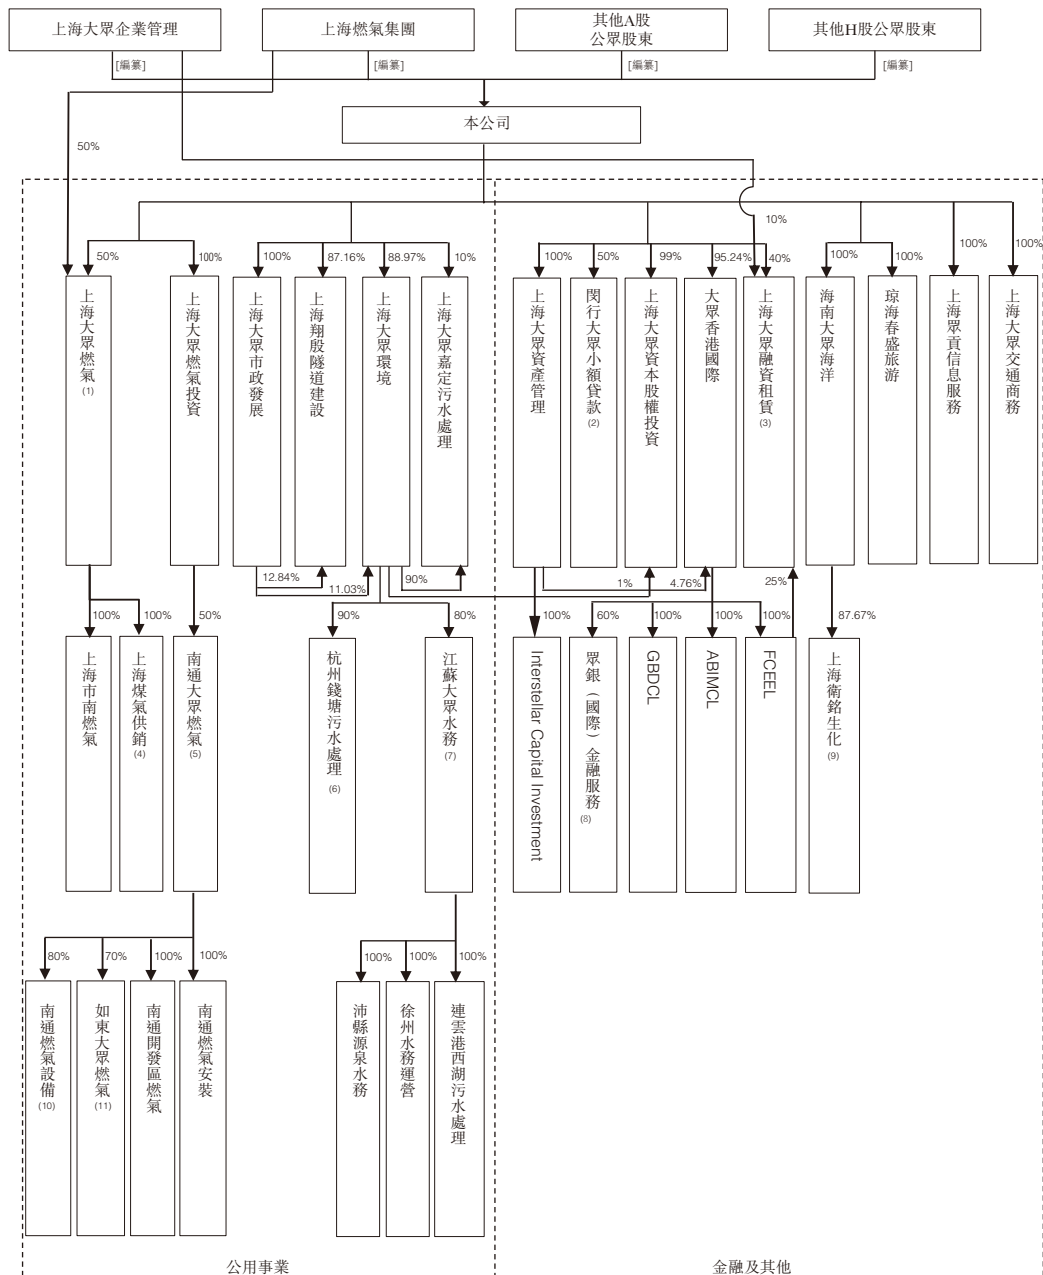 上海大眾企業管理
上海燃氣集團
其他A股
公眾股東
其他H股公眾股東
[編纂]
[編纂]
[編纂]
[編纂]
本公司
50%
10%
50%
100%
100%
87.16%
88.97%
10%
100%
50%
99%
95.24%
40%
100%
100%
100%
100%
上海大眾燃氣(1)
上海大眾燃氣投資
上海大眾市政發展
上海翔殷隧道建設
上海大眾環境
上海大眾嘉定污水處理
上海大眾資產管理
閔行大眾小額貸款(2)
上海大眾資本股權投資
大眾香港國際
上海大眾融資租賃(3)
海南大眾海洋
琼海春盛旅游
上海眾貢信息服務
上海大眾交通商務
12.84%
11.03%
90%
1%
4.76%
25%
100%
100%
50%
90%
80%
100%
60%
100%
100%
100%
87.67%
上海市南燃氣
上海煤氣供銷(4)
南通大眾燃氣(5)
杭州錢塘污水處理(6)
江蘇大眾水務(7)
Interstellar Capital Investment
眾銀（國際）金融服務(8)
GBDCL
ABIMCL
FCEEL
上海衛銘生化(9)
80%
70%
100%
100%
100%
100%
100%
南通燃氣設備(10)
如東大眾燃氣(11)
南通開發區燃氣
南通燃氣安裝
沛縣源泉水務
徐州水務運營
連雲港西湖污水處理
公用事業
金融及其他